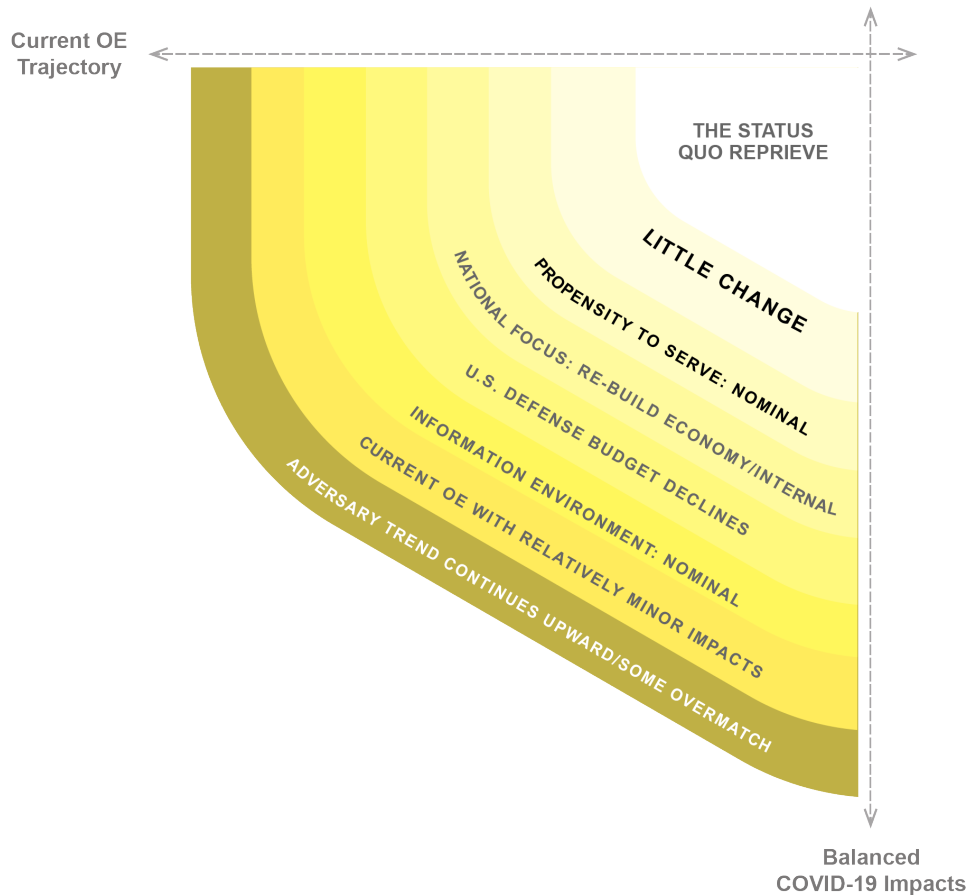 Current OE
Trajectory
THE STATUS
QUO REPRIEVE
LITTLE CHANGE
PROPENSITY TO SERVE: NOMINAL
NATIONAL FOCUS: RE-BUILD ECONOMY/INTERNAL
U.S. DEFENSE BUDGET DECLINES
INFORMATION ENVIRONMENT: NOMINAL
CURRENT OE WITH RELATIVELY MINOR IMPACTS
ADVERSARY TREND CONTINUES UPWARD/SOME OVERMATCH
Balanced
COVID-19 Impacts